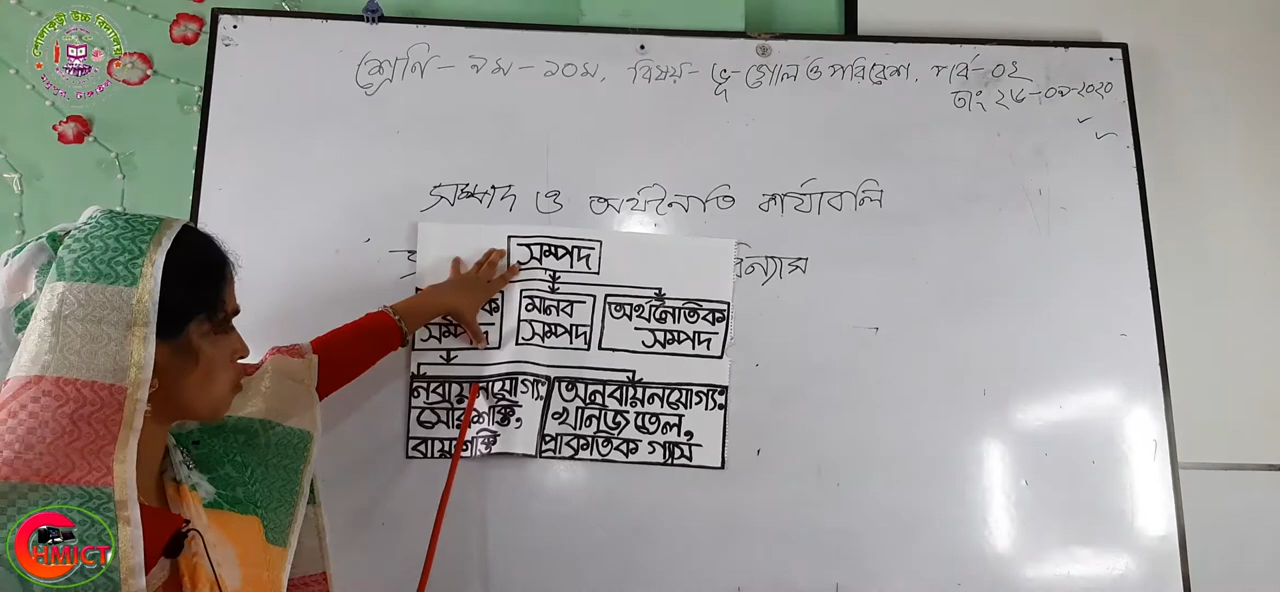 শ্রেণি - ৯ম - ১০ম, বিষয় - ভূ-গোল ও পরিবেশ, পর্ব - ০২
তাং ২৮-০৯-২০২০
সম্পদ ও অর্থনৈতি কার্যাবলি
সম্পদ
মানব সম্পদ
অর্থনৈতিক
সম্পদ
সম্পদ
নবায়নযোগ্য:
সৌরশক্তি,
বায়ুশক্তি
অনবায়নযোগ্য:
খনিজ তেল,
প্রাকৃতিক গ্যাস
HMICT